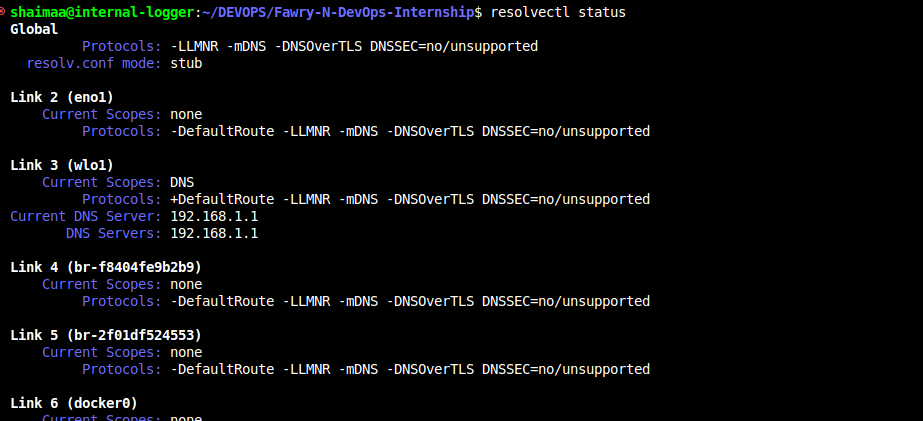 shaimaa@internal-logger:~/DEVOPS/Fawry-N-DevOps-Internship$ resolvectl status
Global
Protocols: -LLMNR -mDNS -DNSOverTLS DNSSEC=no/unsupported
resolv.conf mode: stub
Link 2 (eno1)
Current Scopes: none
Protocols: -DefaultRoute -LLMNR -mDNS -DNSOverTLS DNSSEC=no/unsupported
Link 3 (wlo1)
Current Scopes: DNS
Protocols: +DefaultRoute -LLMNR -mDNS -DNSOverTLS DNSSEC=no/unsupported
Current DNS Server: 192.168.1.1
DNS Servers: 192.168.1.1
Link 4 (br-f8404fe9b2b9)
Current Scopes: none
Protocols: -DefaultRoute -LLMNR -mDNS -DNSOverTLS DNSSEC=no/unsupported
Link 5 (br-2f01df524553)
Current Scopes: none
Protocols: -DefaultRoute -LLMNR -mDNS -DNSOverTLS DNSSEC=no/unsupported
Link 6 (docker0)
Current Scopes: none